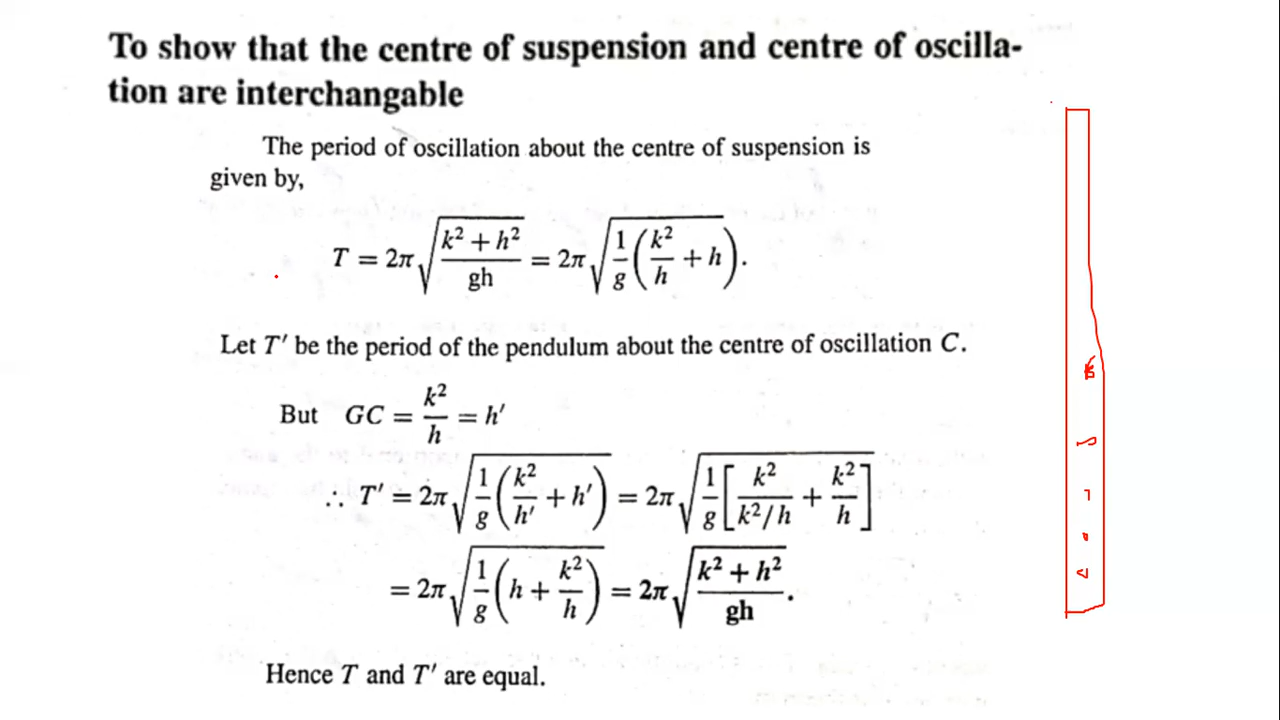 To show that the centre of suspension and centre of oscilla-
tion are interchangable
The period of oscillation about the centre of suspension is
given by,
T = 2π√((k² + h²)/gh) = 2π√(1/g (k²/h + h)).
Let T′ be the period of the pendulum about the centre of oscillation C.
But GC = k²/h = h′
∴ T′ = 2π√(1/g (k²/h′ + h′)) = 2π√(1/g [k²/(k²/h) + k²/h])
= 2π√(1/g (h + k²/h)) = 2π√((k² + h²)/gh).
Hence T and T′ are equal.